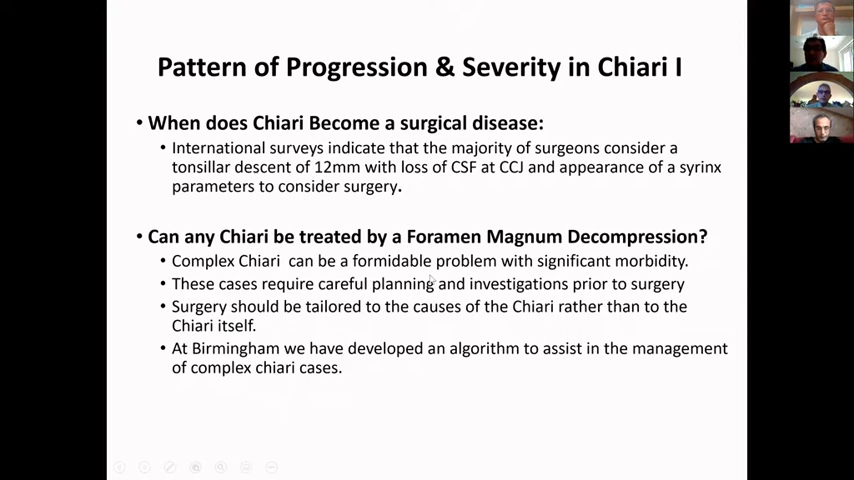 Pattern of Progression & Severity in Chiari I
• When does Chiari Become a surgical disease:
• International surveys indicate that the majority of surgeons consider a
tonsillar descent of 12mm with loss of CSF at CCJ and appearance of a syrinx
parameters to consider surgery.
• Can any Chiari be treated by a Foramen Magnum Decompression?
• Complex Chiari can be a formidable problem with significant morbidity.
• These cases require careful planning and investigations prior to surgery
• Surgery should be tailored to the causes of the Chiari rather than to the
Chiari itself.
• At Birmingham we have developed an algorithm to assist in the management
of complex chiari cases.